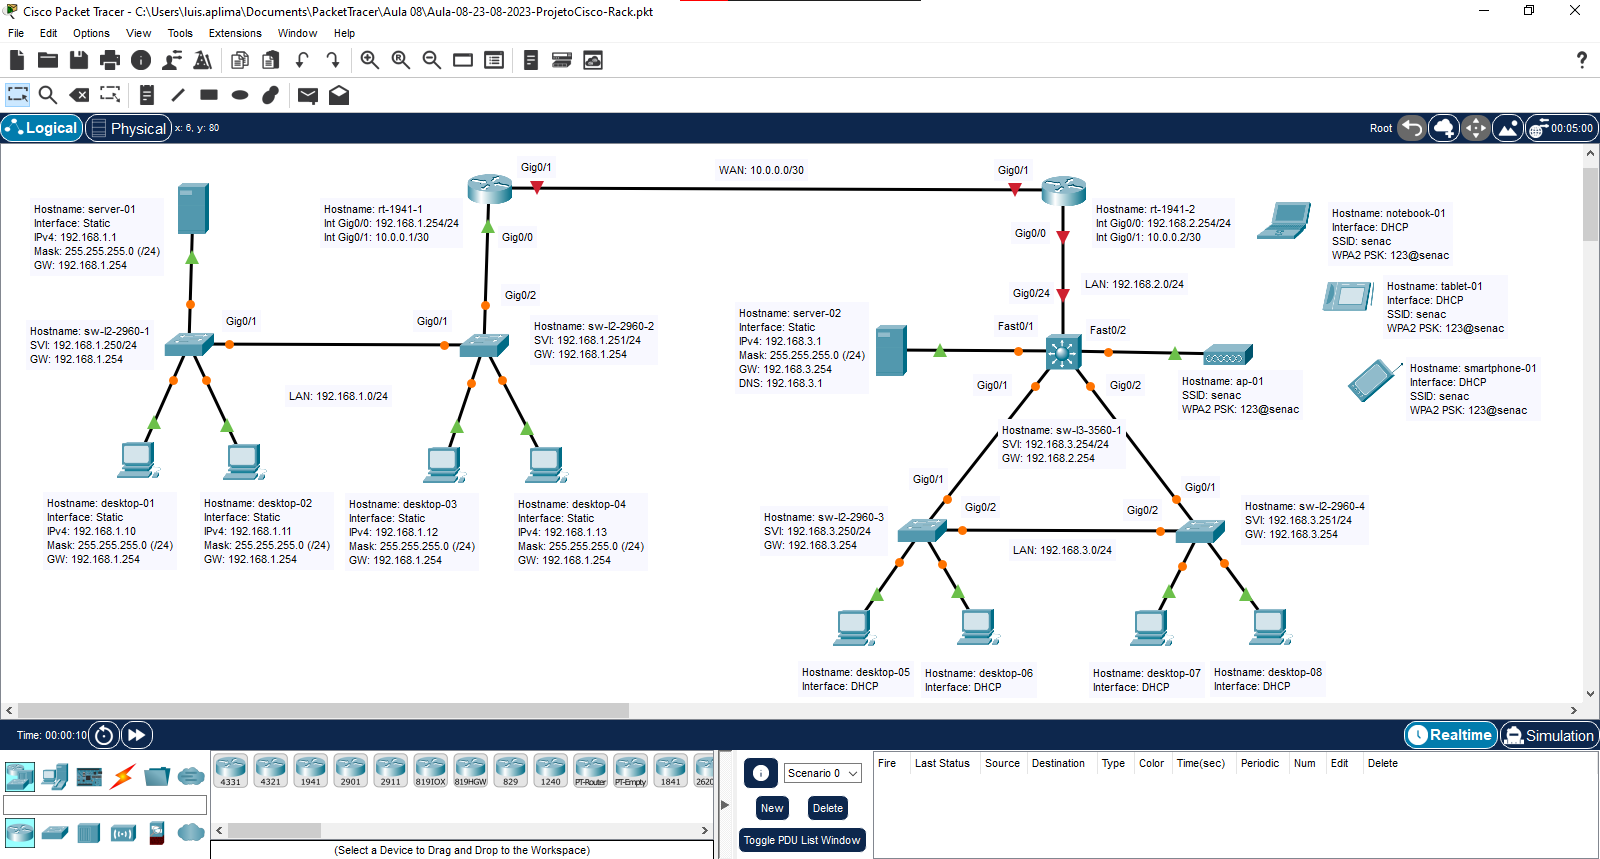 Cisco Packet Tracer - C:\Users\luis.aplima\Documents\PacketTracer\Aula 08\Aula-08-23-08-2023-ProjetoCisco-Rack.pkt
File Edit Options View Tools Extensions Window Help
Logical Physical x: 6, y: 80
Root 00:05:00
Gig0/1
WAN: 10.0.0.0/30
Gig0/1
Hostname: server-01
Interface: Static
IPv4: 192.168.1.1
Mask: 255.255.255.0 (/24)
GW: 192.168.1.254
Hostname: rt-1941-1
Int Gig0/0: 192.168.1.254/24
Int Gig0/1: 10.0.0.1/30
Gig0/0
Gig0/0
Hostname: rt-1941-2
Int Gig0/0: 192.168.2.254/24
Int Gig0/1: 10.0.0.2/30
Hostname: notebook-01
Interface: DHCP
SSID: senac
WPA2 PSK: 123@senac
Gig0/2
Gig0/24
LAN: 192.168.2.0/24
Hostname: tablet-01
Interface: DHCP
SSID: senac
WPA2 PSK: 123@senac
Hostname: sw-l2-2960-1
SVI: 192.168.1.250/24
GW: 192.168.1.254
Gig0/1
Gig0/1
Hostname: sw-l2-2960-2
SVI: 192.168.1.251/24
GW: 192.168.1.254
Hostname: server-02
Interface: Static
IPv4: 192.168.3.1
Mask: 255.255.255.0 (/24)
GW: 192.168.3.254
DNS: 192.168.3.1
Fast0/1
Fast0/2
Gig0/1
Gig0/2
Hostname: ap-01
SSID: senac
WPA2 PSK: 123@senac
Hostname: smartphone-01
Interface: DHCP
SSID: senac
WPA2 PSK: 123@senac
LAN: 192.168.1.0/24
Hostname: sw-l3-3560-1
SVI: 192.168.3.254/24
GW: 192.168.2.254
Hostname: desktop-01
Interface: Static
IPv4: 192.168.1.10
Mask: 255.255.255.0 (/24)
GW: 192.168.1.254
Hostname: desktop-02
Interface: Static
IPv4: 192.168.1.11
Mask: 255.255.255.0 (/24)
GW: 192.168.1.254
Hostname: desktop-03
Interface: Static
IPv4: 192.168.1.12
Mask: 255.255.255.0 (/24)
GW: 192.168.1.254
Hostname: desktop-04
Interface: Static
IPv4: 192.168.1.13
Mask: 255.255.255.0 (/24)
GW: 192.168.1.254
Gig0/1
Gig0/1
Hostname: sw-l2-2960-3
SVI: 192.168.3.250/24
GW: 192.168.3.254
Gig0/2
Gig0/2
Hostname: sw-l2-2960-4
SVI: 192.168.3.251/24
GW: 192.168.3.254
LAN: 192.168.3.0/24
Hostname: desktop-05
Interface: DHCP
Hostname: desktop-06
Interface: DHCP
Hostname: desktop-07
Interface: DHCP
Hostname: desktop-08
Interface: DHCP
Time: 00:00:10
Realtime Simulation
4331 4321 1941 2901 2911 819IOX 819HGW 829 1240 PT-Router PT-Empty 1841 2620
(Select a Device to Drag and Drop to the Workspace)
Scenario 0
New Delete
Toggle PDU List Window
Fire Last Status Source Destination Type Color Time(sec) Periodic Num Edit Delete